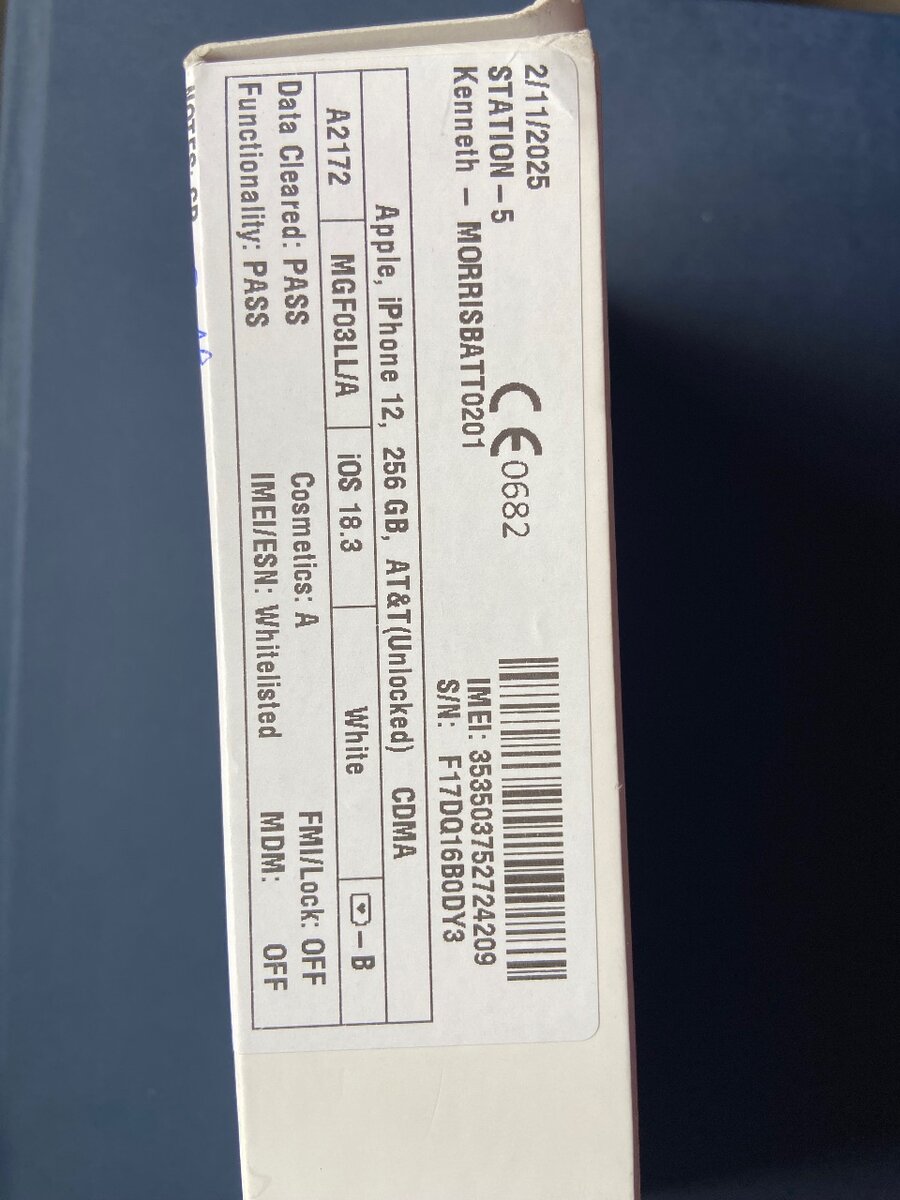 2/11/2025
STATION-5
Kenneth - MORRISBATT0201
CE0682
IMEI: 353503752724209
S/N: F17DQ16B0DY3
Apple, iPhone 12, 256 GB, AT&T(Unlocked) CDMA
A2172 MGF03LL/A iOS 18.3 White -B
Data Cleared: PASS Cosmetics: A FMI/Lock: OFF
Functionality: PASS IMEI/ESN: Whitelisted MDM: OFF